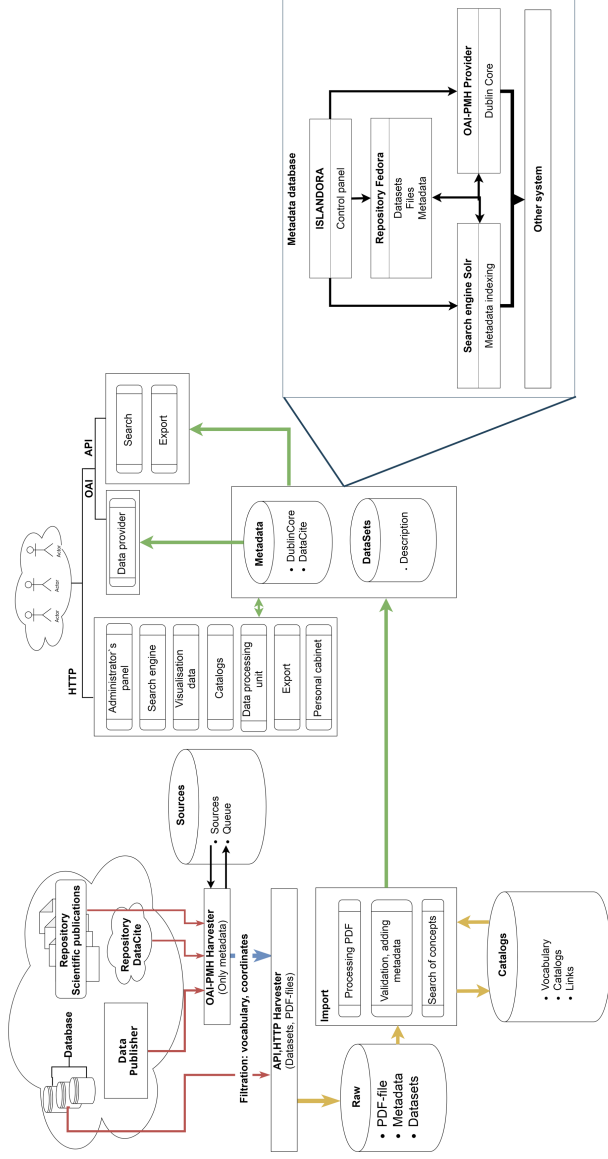 Database
Data
Publisher
Repository
Scientific publications
Repository
DataCite
OAI-PMH Harvester
(Only metadata)
Sources
• Sources
• Queue
Filtration: vocabulary, coordinates
API,HTTP Harvester
(Datasets, PDF-files)
Raw
• PDF-file
• Metadata
• Datasets
Import
Processing PDF
Validation, adding
metadata
Search of concepts
Catalogs
• Vocabulary
• Catalogs
• Links
Actor
Actor
Actor
HTTP
OAI
API
Administrator`s
panel
Search engine
Visualisation
data
Catalogs
Data processing
unit
Export
Personal cabinet
Data provider
Search
Export
Metadata
• DublinCore
• DataCite
DataSets
. Description
Metadata database
ISLANDORA
Control panel
Repository Fedora
Datasets
Files
Metadata
Search engine Solr
Metadata indexing
OAI-PMH Provider
Dublin Core
Other system